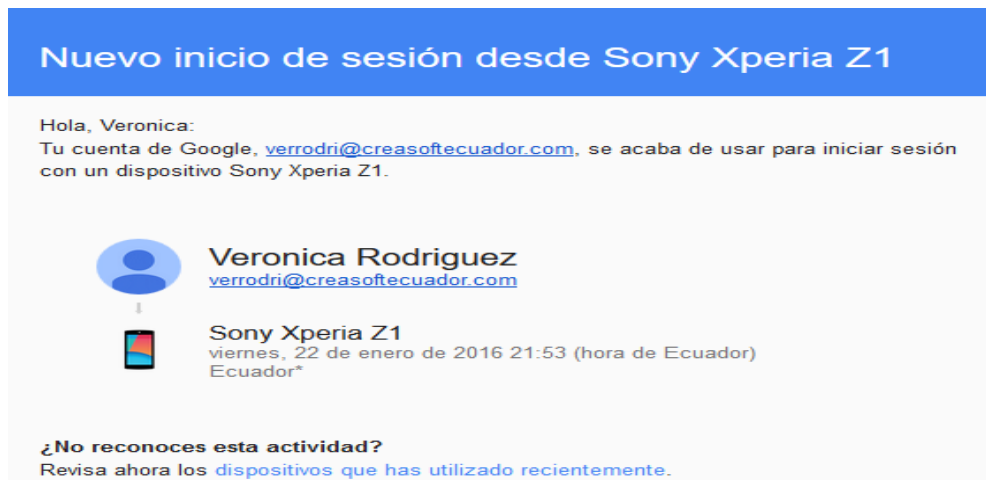 Nuevo inicio de sesión desde Sony Xperia Z1
Hola, Veronica:
Tu cuenta de Google, verrodri@creasoftecuador.com, se acaba de usar para iniciar sesión
con un dispositivo Sony Xperia Z1.
Veronica Rodriguez
verrodri@creasoftecuador.com
Sony Xperia Z1
viernes, 22 de enero de 2016 21:53 (hora de Ecuador)
Ecuador*
¿No reconoces esta actividad?
Revisa ahora los dispositivos que has utilizado recientemente.